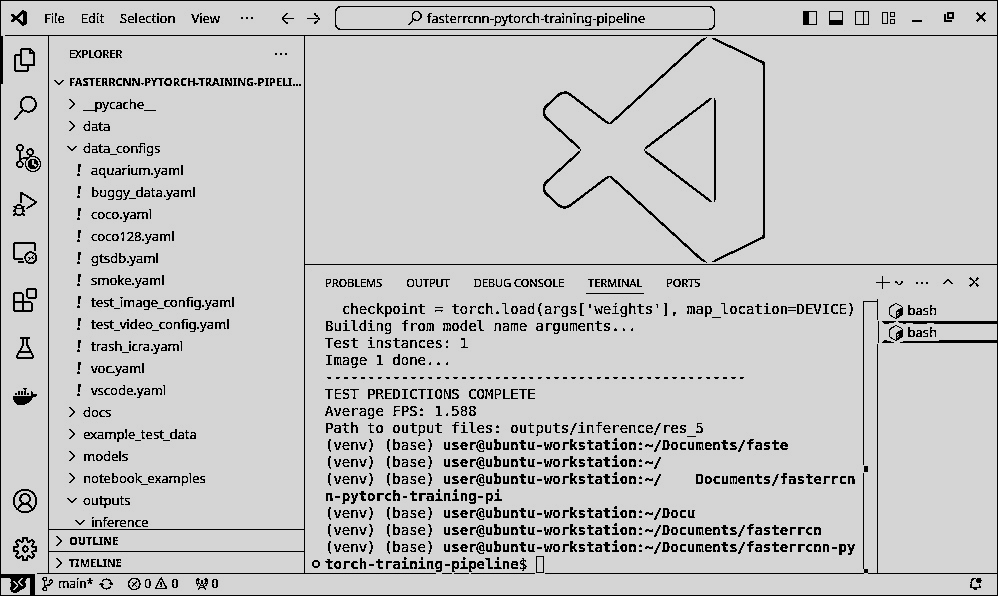 File Edit Selection View ··· fasterrcnn-pytorch-training-pipeline
EXPLORER ···
FASTERRCNN-PYTORCH-TRAINING-PIPELI...
__pycache__
data
data_configs
! aquarium.yaml
! buggy_data.yaml
! coco.yaml
! coco128.yaml
! gtsdb.yaml
! smoke.yaml
! test_image_config.yaml
! test_video_config.yaml
! trash_icra.yaml
! voc.yaml
! vscode.yaml
docs
example_test_data
models
notebook_examples
outputs
inference
OUTLINE
TIMELINE
PROBLEMS OUTPUT DEBUG CONSOLE TERMINAL PORTS
checkpoint = torch.load(args['weights'], map_location=DEVICE)
Building from model name arguments...
Test instances: 1
Image 1 done...
--------------------------------------------------
TEST PREDICTIONS COMPLETE
Average FPS: 1.588
Path to output files: outputs/inference/res_5
(venv) (base) user@ubuntu-workstation:~/Documents/faste
(venv) (base) user@ubuntu-workstation:~/
(venv) (base) user@ubuntu-workstation:~/    Documents/fasterrcn
n-pytorch-training-pi
(venv) (base) user@ubuntu-workstation:~/Docu
(venv) (base) user@ubuntu-workstation:~/Documents/fasterrcn
(venv) (base) user@ubuntu-workstation:~/Documents/fasterrcnn-py
torch-training-pipeline$
bash
bash
main* 0 0 0